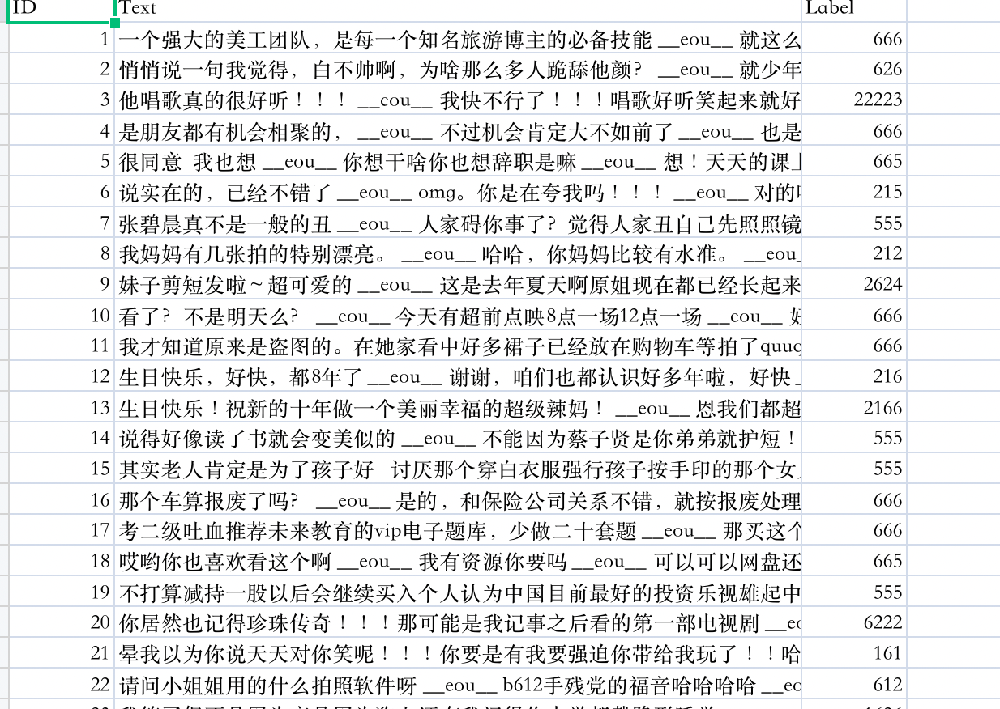 ID Text Label
1 一个强大的美工团队，是每一个知名旅游博主的必备技能 __eou__ 就这么 666
2 悄悄说一句我觉得，白不帅啊，为啥那么多人跪舔他颜？ __eou__ 就少年 626
3 他唱歌真的很好听！！！ __eou__ 我快不行了！！！唱歌好听笑起来就好 22223
4 是朋友都有机会相聚的， __eou__ 不过机会肯定大不如前了 __eou__ 也是 666
5 很同意 我也想 __eou__ 你想干啥你也想辞职是嘛 __eou__ 想！天天的课 665
6 说实在的，已经不错了 __eou__ omg。你是在夸我吗！！！ __eou__ 对的 215
7 张碧晨真不是一般的丑 __eou__ 人家碍你事了？觉得人家丑自己先照照镜 555
8 我妈妈有几张拍的特别漂亮。 __eou__ 哈哈，你妈妈比较有水准。 __eou_ 212
9 妹子剪短发啦～超可爱的 __eou__ 这是去年夏天啊原姐现在都已经长起来 2624
10 看了？ 不是明天么？ __eou__ 今天有超前点映8点一场12点一场 __eou__ 好 666
11 我才知道原来是盗图的。在她家看中好多裙子已经放在购物车等拍了quuq 666
12 生日快乐，好快，都8年了 __eou__ 谢谢，咱们也都认识好多年啦，好快 _ 216
13 生日快乐！祝新的十年做一个美丽幸福的超级辣妈！ __eou__ 恩我们都超 2166
14 说得好像读了书就会变美似的 __eou__ 不能因为蔡子贤是你弟弟就护短！ 555
15 其实老人肯定是为了孩子好 讨厌那个穿白衣服强行孩子按手印的那个女人 555
16 那个车算报废了吗？ __eou__ 是的，和保险公司关系不错，就按报废处理 666
17 考二级吐血推荐未来教育的vip电子题库，少做二十套题 __eou__ 那买这个 666
18 哎哟你也喜欢看这个啊 __eou__ 我有资源你要吗 __eou__ 可以可以网盘还 665
19 不打算减持一股以后会继续买入个人认为中国目前最好的投资乐视雄起中 555
20 你居然也记得珍珠传奇！！！那可能是我记事之后看的第一部电视剧 __eo 6222
21 晕我以为你说天天对你笑呢！！！你要是有我要强迫你带给我玩了！！哈 161
22 请问小姐姐用的什么拍照软件呀 __eou__ b612手残党的福音哈哈哈哈 __eo 612